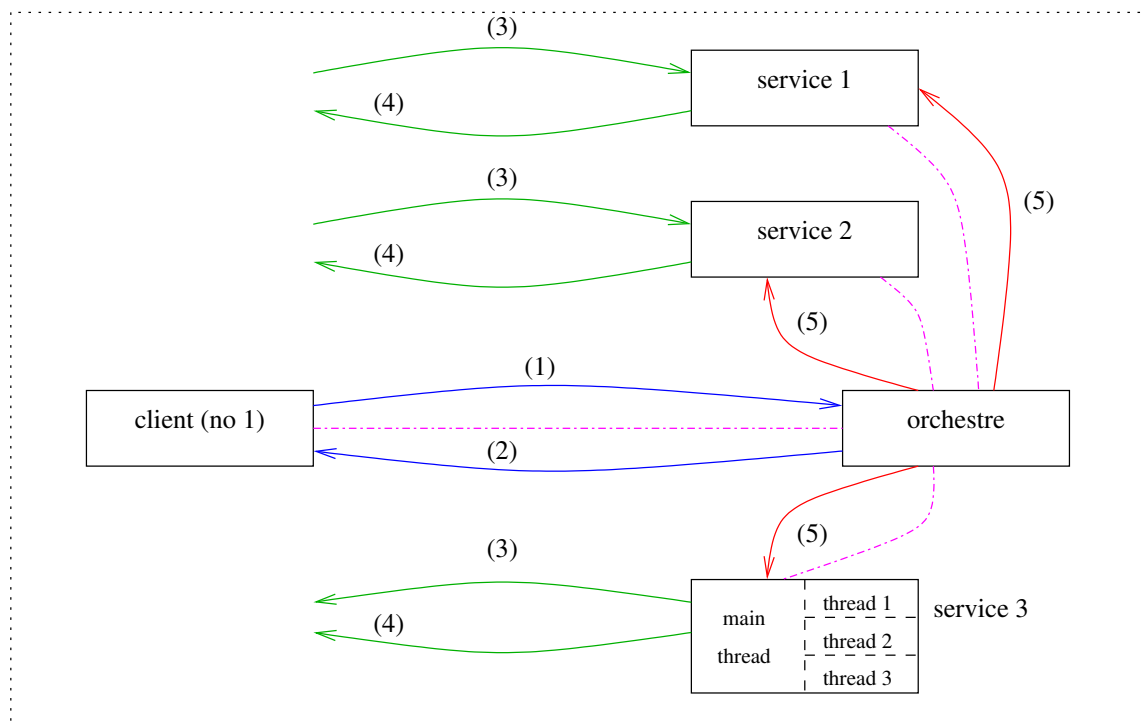 (3)
service 1
(4)
(3)
(5)
service 2
(4)
(5)
(1)
client (no 1)
orchestre
(2)
(5)
(3)
thread 1
service 3
main
(4)
thread 2
thread
thread 3